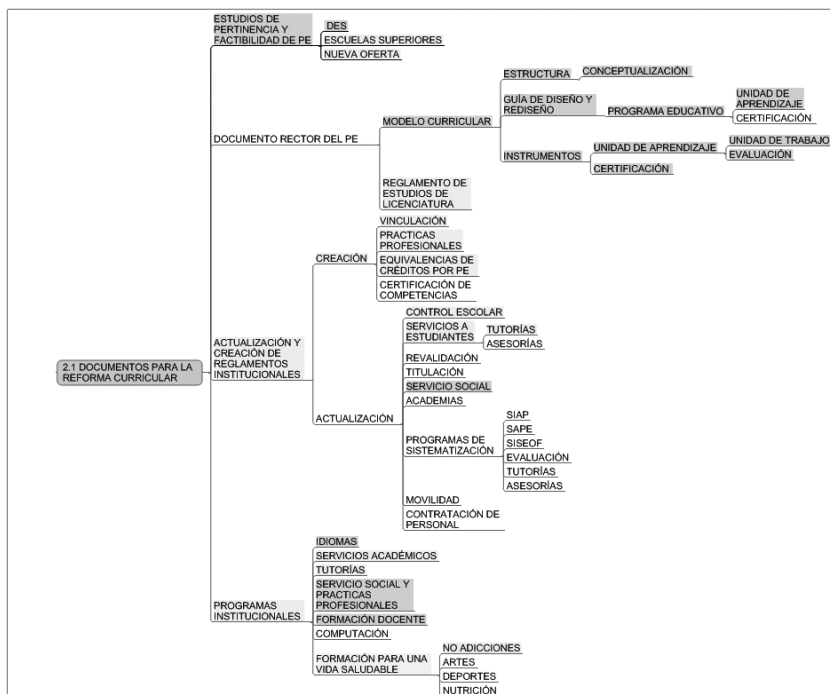 ESTUDIOS DE
PERTINENCIA Y
FACTIBILIDAD DE PE
DES
ESCUELAS SUPERIORES
NUEVA OFERTA
DOCUMENTO RECTOR DEL PE
MODELO CURRICULAR
ESTRUCTURA
CONCEPTUALIZACIÓN
GUÍA DE DISEÑO Y
REDISEÑO
PROGRAMA EDUCATIVO
UNIDAD DE
APRENDIZAJE
CERTIFICACIÓN
INSTRUMENTOS
UNIDAD DE APRENDIZAJE
UNIDAD DE TRABAJO
EVALUACIÓN
CERTIFICACIÓN
REGLAMENTO DE
ESTUDIOS DE
LICENCIATURA
2.1 DOCUMENTOS PARA LA
REFORMA CURRICULAR
ACTUALIZACIÓN Y
CREACIÓN DE
REGLAMENTOS
INSTITUCIONALES
CREACIÓN
VINCULACIÓN
PRACTICAS
PROFESIONALES
EQUIVALENCIAS DE
CRÉDITOS POR PE
CERTIFICACIÓN DE
COMPETENCIAS
ACTUALIZACIÓN
CONTROL ESCOLAR
SERVICIOS A
ESTUDIANTES
TUTORÍAS
ASESORÍAS
REVALIDACIÓN
TITULACIÓN
SERVICIO SOCIAL
ACADEMIAS
PROGRAMAS DE
SISTEMATIZACIÓN
SIAP
SAPE
SISEOF
EVALUACIÓN
TUTORÍAS
ASESORÍAS
MOVILIDAD
CONTRATACIÓN DE
PERSONAL
PROGRAMAS
INSTITUCIONALES
IDIOMAS
SERVICIOS ACADÉMICOS
TUTORÍAS
SERVICIO SOCIAL Y
PRACTICAS
PROFESIONALES
FORMACIÓN DOCENTE
COMPUTACIÓN
FORMACIÓN PARA UNA
VIDA SALUDABLE
NO ADICCIONES
ARTES
DEPORTES
NUTRICIÓN